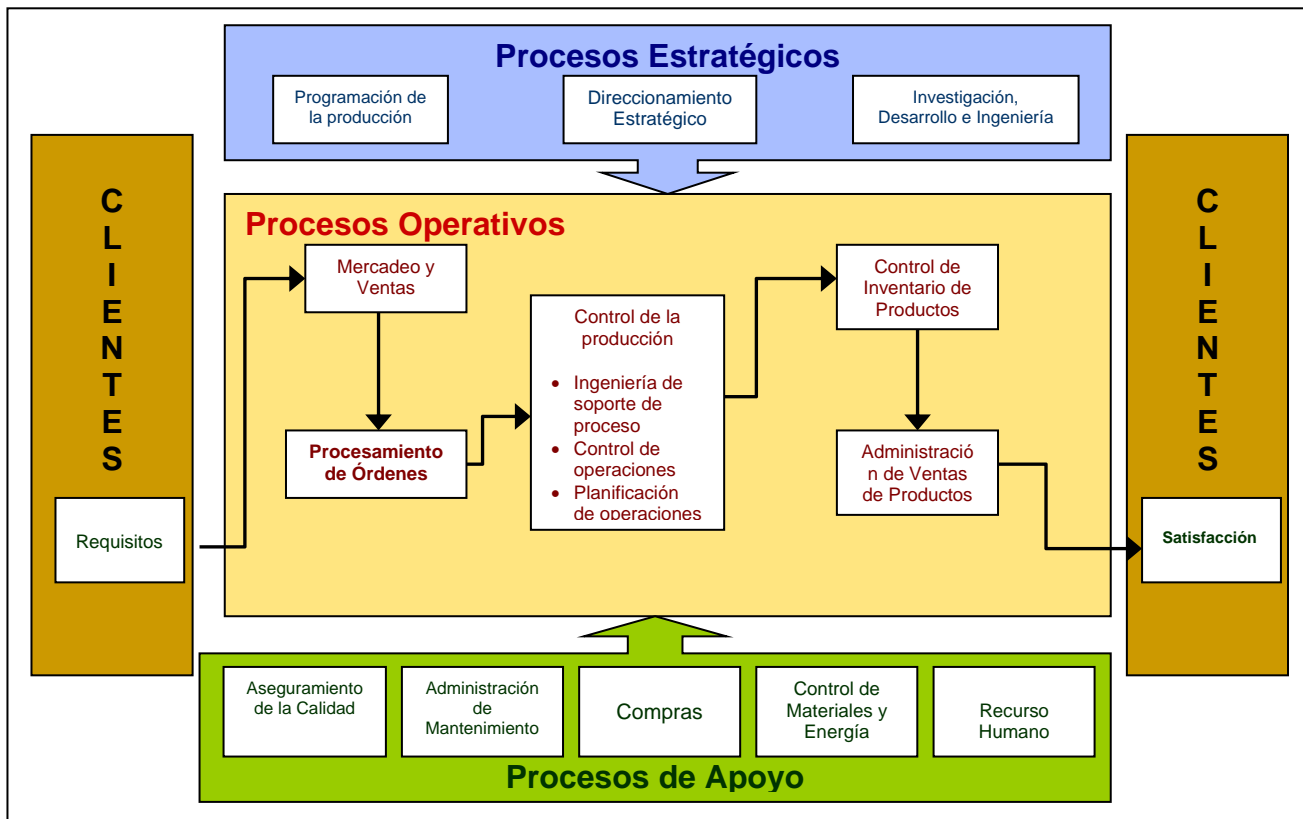 Procesos Estratégicos
Programación de
la producción
Direccionamiento
Estratégico
Investigación,
Desarrollo e Ingeniería
C
L
I
E
N
T
E
S
Requisitos
Procesos Operativos
Mercadeo y
Ventas
Procesamiento
de Órdenes
Control de la
producción
• Ingeniería de
soporte de
proceso
• Control de
operaciones
• Planificación
de operaciones
Control de
Inventario de
Productos
Administració
n de Ventas
de Productos
C
L
I
E
N
T
E
S
Satisfacción
Aseguramiento
de la Calidad
Administración
de
Mantenimiento
Compras
Control de
Materiales y
Energía
Recurso
Humano
Procesos de Apoyo